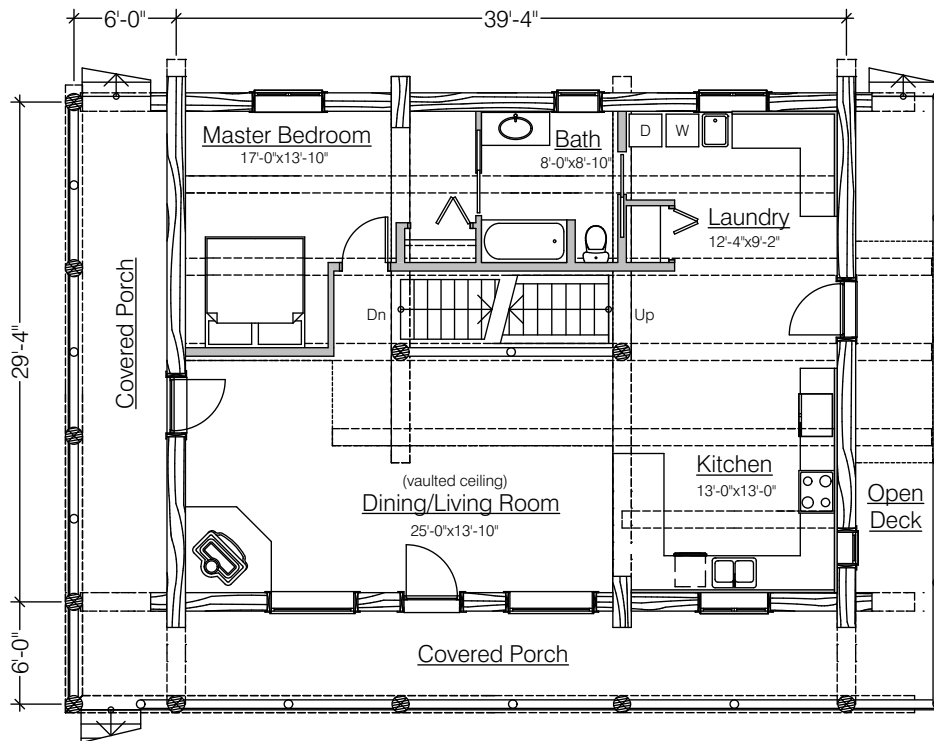 6'-0"
39'-4"
Master Bedroom
17'-0"x13'-10"
Bath
8'-0"x8'-10"
D
W
Laundry
12'-4"x9'-2"
Covered Porch
29'-4"
Dn
Up
(vaulted ceiling)
Dining/Living Room
25'-0"x13'-10"
Kitchen
13'-0"x13'-0"
Open
Deck
6'-0"
Covered Porch